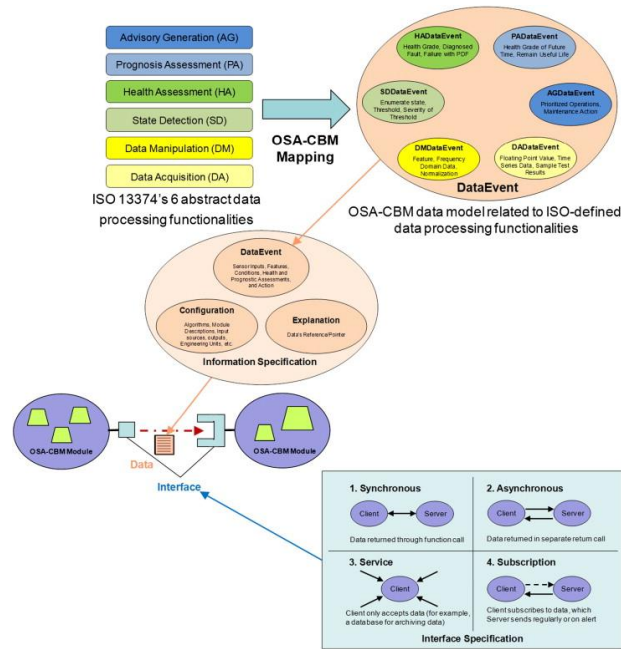 Advisory Generation (AG)
Prognosis Assessment (PA)
Health Assessment (HA)
State Detection (SD)
Data Manipulation (DM)
Data Acquisition (DA)
ISO 13374's 6 abstract data
processing functionalities
OSA-CBM
Mapping
HADataEvent
Health Grade, Diagnosed
Fault, Failure with PDF
PADataEvent
Health Grade of Future
Time, Remain Useful Life
SDDataEvent
Enumerate state,
Threshold, Severity of
Threshold
AGDataEvent
Prioritized Operations,
Maintenance Action
DMDataEvent
Feature, Frequency
Domain Data,
Normalization
DADataEvent
Floating Point Value, Time
Series Data, Sample Test
Results
DataEvent
OSA-CBM data model related to ISO-defined
data processing functionalities
DataEvent
Sensor Inputs, Features,
Conditions, Health and
Prognostic Assessments,
and Action
Configuration
Algorithms, Module
Descriptions, Input
sources, outputs,
Engineering Units, etc.
Explanation
Data's Reference/Pointer
Information Specification
OSA-CBM Module
OSA-CBM Module
Data
Interface
1. Synchronous
Client
Server
Data returned through function call
2. Asynchronous
Client
Server
Data returned in separate return call
3. Service
Client
Client only accepts data (for example,
a database for archiving data)
4. Subscription
Client
Server
Client subscribes to data, which
Server sends regularly or on alert
Interface Specification